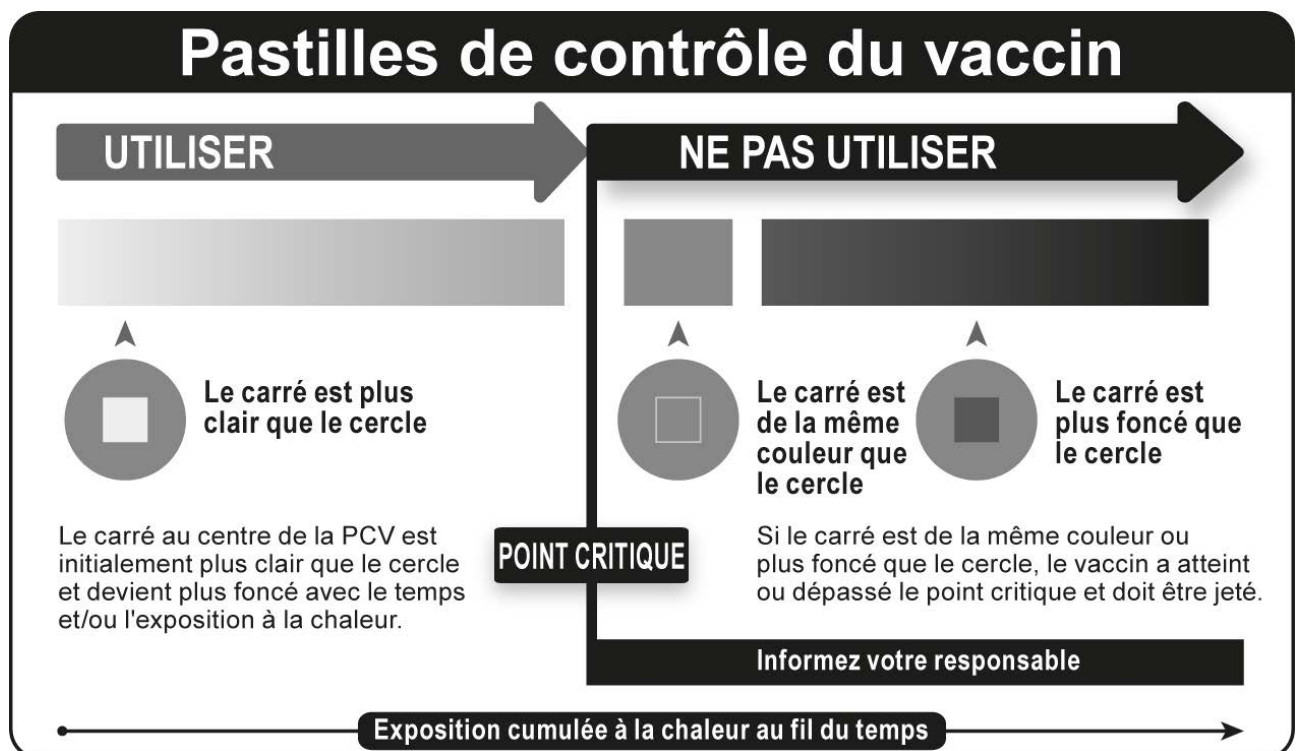 Pastilles de contrôle du vaccin
UTILISER
NE PAS UTILISER
Le carré est plus
clair que le cercle
Le carré est
de la même
couleur que
le cercle
Le carré est
plus foncé que
le cercle
Le carré au centre de la PCV est
initialement plus clair que le cercle
et devient plus foncé avec le temps
et/ou l'exposition à la chaleur.
POINT CRITIQUE
Si le carré est de la même couleur ou
plus foncé que le cercle, le vaccin a atteint
ou dépassé le point critique et doit être jeté.
Informez votre responsable
Exposition cumulée à la chaleur au fil du temps